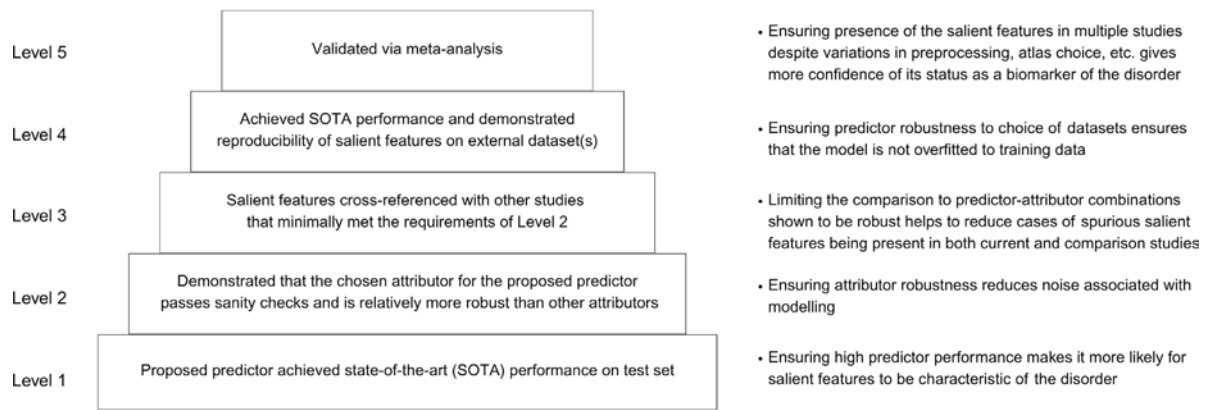 Level 5
Validated via meta-analysis
• Ensuring presence of the salient features in multiple studies
despite variations in preprocessing, atlas choice, etc. gives
more confidence of its status as a biomarker of the disorder
Level 4
Achieved SOTA performance and demonstrated
reproducibility of salient features on external dataset(s)
• Ensuring predictor robustness to choice of datasets ensures
that the model is not overfitted to training data
Level 3
Salient features cross-referenced with other studies
that minimally met the requirements of Level 2
• Limiting the comparison to predictor-attributor combinations
shown to be robust helps to reduce cases of spurious salient
features being present in both current and comparison studies
Level 2
Demonstrated that the chosen attributor for the proposed predictor
passes sanity checks and is relatively more robust than other attributors
• Ensuring attributor robustness reduces noise associated with
modelling
Level 1
Proposed predictor achieved state-of-the-art (SOTA) performance on test set
• Ensuring high predictor performance makes it more likely for
salient features to be characteristic of the disorder